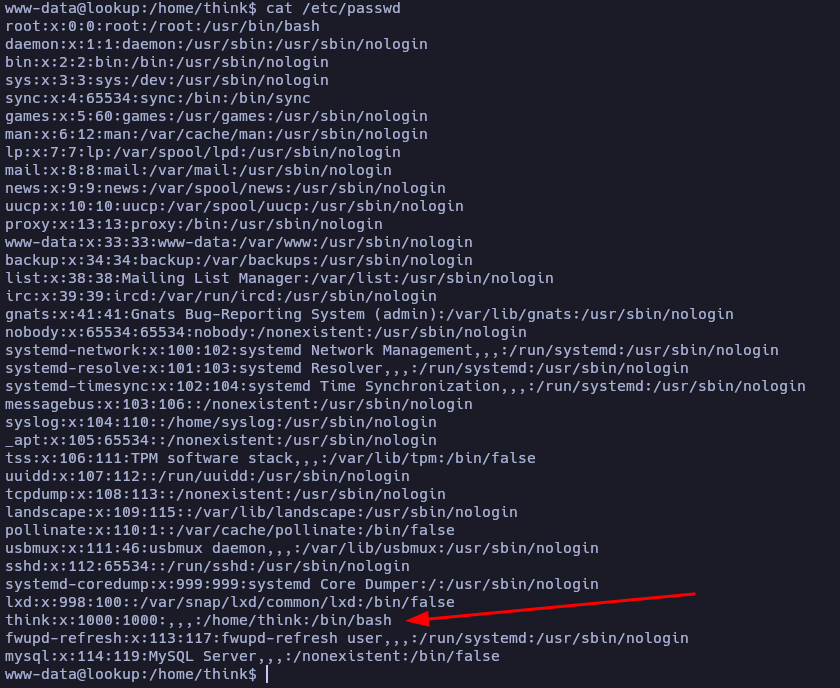 www-data@lookup:/home/think$ cat /etc/passwd
root:x:0:0:root:/root:/usr/bin/bash
daemon:x:1:1:daemon:/usr/sbin:/usr/sbin/nologin
bin:x:2:2:bin:/bin:/usr/sbin/nologin
sys:x:3:3:sys:/dev:/usr/sbin/nologin
sync:x:4:65534:sync:/bin:/bin/sync
games:x:5:60:games:/usr/games:/usr/sbin/nologin
man:x:6:12:man:/var/cache/man:/usr/sbin/nologin
lp:x:7:7:lp:/var/spool/lpd:/usr/sbin/nologin
mail:x:8:8:mail:/var/mail:/usr/sbin/nologin
news:x:9:9:news:/var/spool/news:/usr/sbin/nologin
uucp:x:10:10:uucp:/var/spool/uucp:/usr/sbin/nologin
proxy:x:13:13:proxy:/bin:/usr/sbin/nologin
www-data:x:33:33:www-data:/var/www:/usr/sbin/nologin
backup:x:34:34:backup:/var/backups:/usr/sbin/nologin
list:x:38:38:Mailing List Manager:/var/list:/usr/sbin/nologin
irc:x:39:39:ircd:/var/run/ircd:/usr/sbin/nologin
gnats:x:41:41:Gnats Bug-Reporting System (admin):/var/lib/gnats:/usr/sbin/nologin
nobody:x:65534:65534:nobody:/nonexistent:/usr/sbin/nologin
systemd-network:x:100:102:systemd Network Management,,,:/run/systemd:/usr/sbin/nologin
systemd-resolve:x:101:103:systemd Resolver,,,:/run/systemd:/usr/sbin/nologin
systemd-timesync:x:102:104:systemd Time Synchronization,,,:/run/systemd:/usr/sbin/nologin
messagebus:x:103:106::/nonexistent:/usr/sbin/nologin
syslog:x:104:110::/home/syslog:/usr/sbin/nologin
_apt:x:105:65534::/nonexistent:/usr/sbin/nologin
tss:x:106:111:TPM software stack,,,:/var/lib/tpm:/bin/false
uuidd:x:107:112::/run/uuidd:/usr/sbin/nologin
tcpdump:x:108:113::/nonexistent:/usr/sbin/nologin
landscape:x:109:115::/var/lib/landscape:/usr/sbin/nologin
pollinate:x:110:1::/var/cache/pollinate:/bin/false
usbmux:x:111:46:usbmux daemon,,,:/var/lib/usbmux:/usr/sbin/nologin
sshd:x:112:65534::/run/sshd:/usr/sbin/nologin
systemd-coredump:x:999:999:systemd Core Dumper:/:/usr/sbin/nologin
lxd:x:998:100::/var/snap/lxd/common/lxd:/bin/false
think:x:1000:1000:,,,:/home/think:/bin/bash
fwupd-refresh:x:113:117:fwupd-refresh user,,,:/run/systemd:/usr/sbin/nologin
mysql:x:114:119:MySQL Server,,,:/nonexistent:/bin/false
www-data@lookup:/home/think$